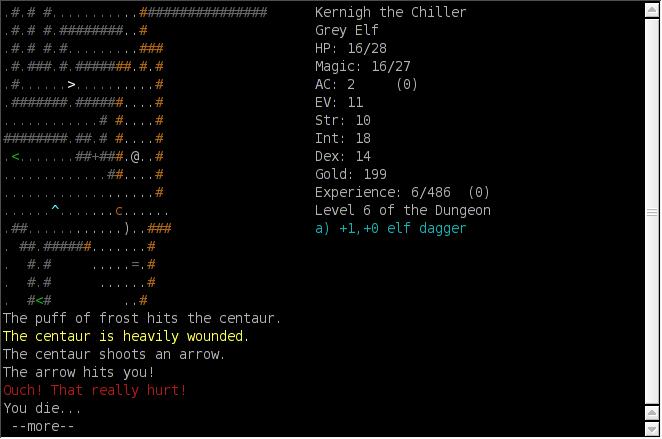 Kernigh the Chiller
Grey Elf
HP: 16/28
Magic: 16/27
AC: 2 (0)
EV: 11
Str: 10
Int: 18
Dex: 14
Gold: 199
Experience: 6/486 (0)
Level 6 of the Dungeon
a) +1,+0 elf dagger
The puff of frost hits the centaur.
The centaur is heavily wounded.
The centaur shoots an arrow.
The arrow hits you!
Ouch! That really hurt!
You die...
--more--